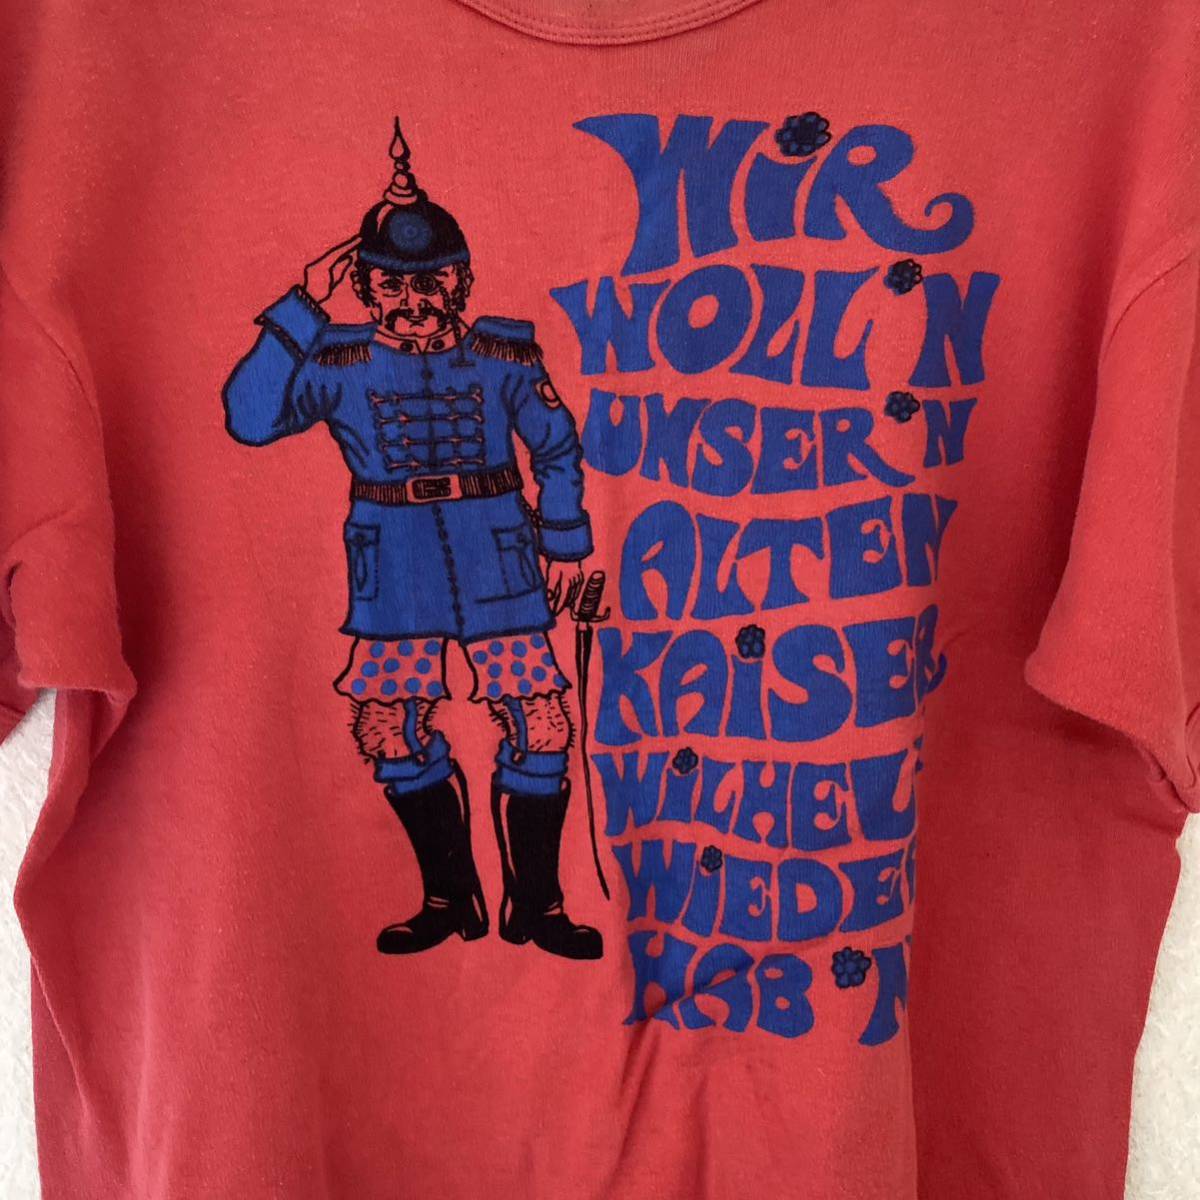 WiR
WOLL'N
UNSER'N
ALTEN
KAiSER
WiLHELM
WiEDER
HAB'N